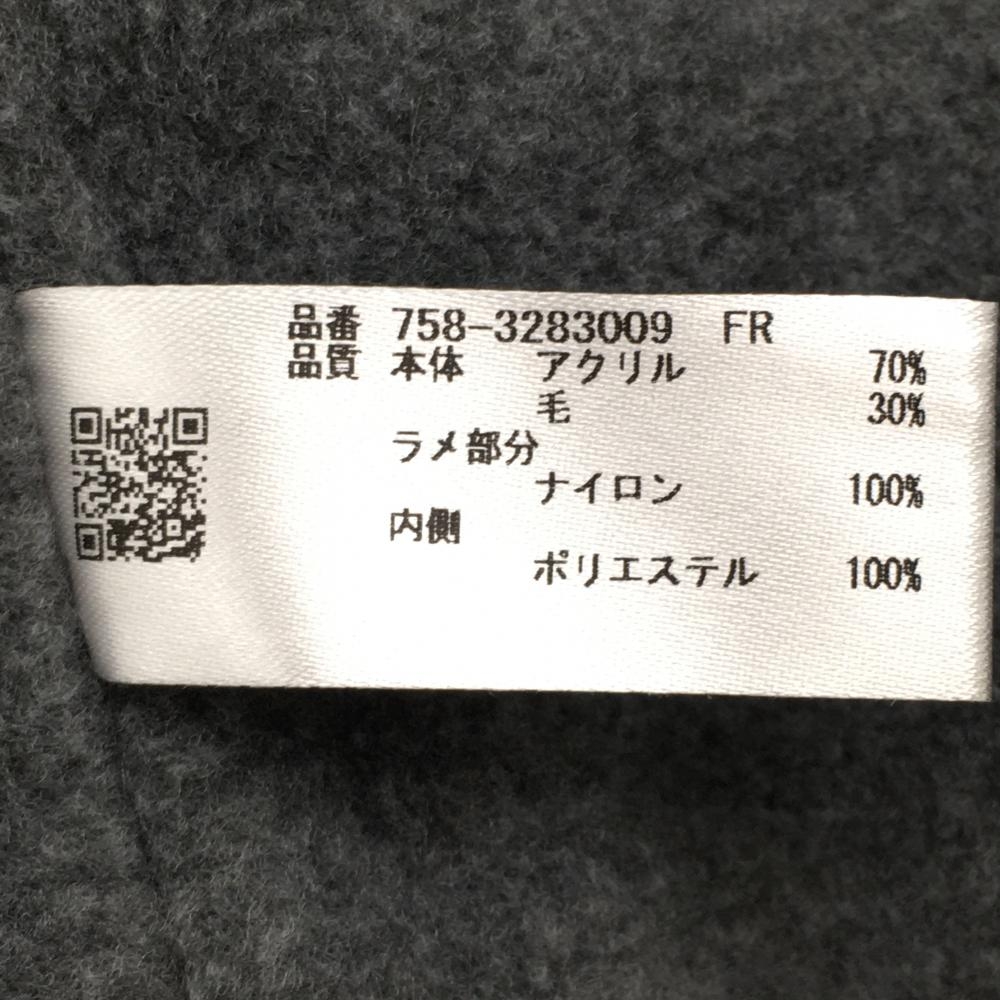 品番 758-3283009 FR
品質 本体 アクリル 70%
毛 30%
ラメ部分
ナイロン 100%
内側
ポリエステル 100%